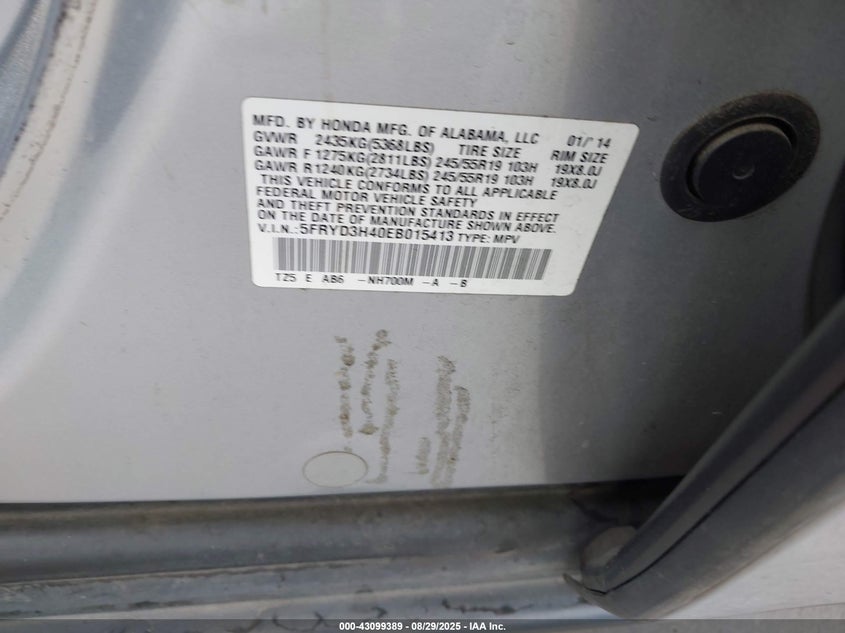 MFD. BY HONDA MFG. OF ALABAMA, LLC 01/'14
GVWR 2435KG(5368LBS) TIRE SIZE RIM SIZE
GAWR F 1275KG(2811LBS) 245/55R19 103H 19X8.0J
GAWR R 1240KG(2734LBS) 245/55R19 103H 19X8.0J
THIS VEHICLE CONFORMS TO ALL APPLICABLE
FEDERAL MOTOR VEHICLE SAFETY
AND THEFT PREVENTION STANDARDS IN EFFECT
ON THE DATE OF MANUFACTURE SHOWN ABOVE.
V.I.N.:5FRYD3H40EB015413 TYPE: MPV
T25 E AB6 -NH700M -A -B
000-43099389 - 08/29/2025 - IAA Inc.